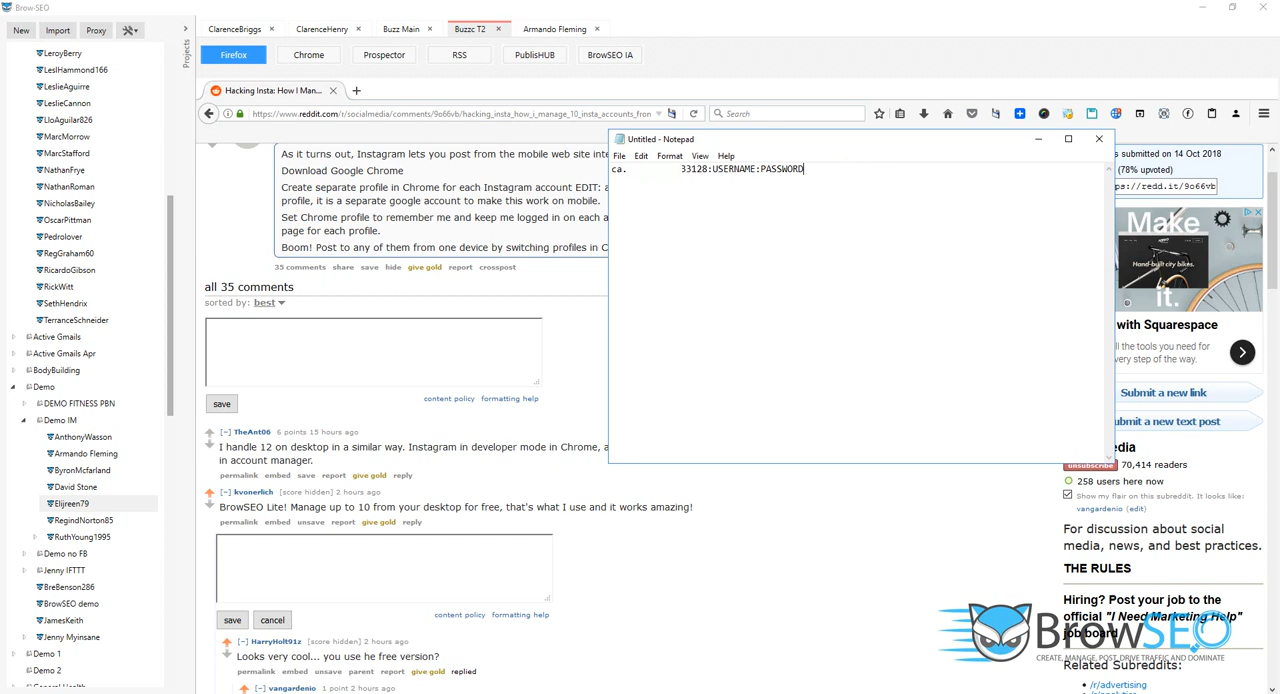 Brow-SEO
New
Import
Proxy
LeroyBerry
LeslHammond166
LeslieAguirre
LeslieCannon
LloAguilar826
MarcMorrow
MarcStafford
NathanFrye
NathanRoman
NicholasBailey
OscarPittman
Pedrolover
RegGraham60
RicardoGibson
RickWitt
SethHendrix
TerranceSchneider
Active Gmails
Active Gmails Apr
BodyBuilding
Demo
DEMO FITNESS PBN
Demo IM
AnthonyWasson
Armando Fleming
ByronMcfarland
David Stone
Elijreen79
RegindNorton85
RuthYoung1995
Demo no FB
Jenny IFTTT
BreBenson286
BrowSEO demo
JamesKeith
Jenny Myinsane
Demo 1
Demo 2
General Health
Projects
ClarenceBriggs
ClarenceHenry
Buzz Main
Buzzc T2
Armando Fleming
Firefox
Chrome
Prospector
RSS
PublisHUB
BrowSEO IA
Hacking Insta: How I Man...
https://www.reddit.com/r/socialmedia/comments/9o66vb/hacking_insta_how_i_manage_10_insta_accounts_fron
Search
As it turns out, Instagram lets you post from the mobile web site inte
Download Google Chrome
Create separate profile in Chrome for each Instagram account EDIT: a
profile, it is a separate google account to make this work on mobile.
Set Chrome profile to remember me and keep me logged in on each a
page for each profile.
Boom! Post to any of them from one device by switching profiles in C
35 comments share save hide give gold report crosspost
all 35 comments
sorted by: best
content policy formatting help
save
[–] TheAnt06 6 points 15 hours ago
I handle 12 on desktop in a similar way. Instagram in developer mode in Chrome, a
in account manager.
permalink embed save report give gold reply
[–] kvonerlich [score hidden] 2 hours ago
BrowSEO Lite! Manage up to 10 from your desktop for free, that's what I use and it works amazing!
permalink embed unsave report give gold reply
content policy formatting help
save cancel
[–] HarryHolt91z [score hidden] 2 hours ago
Looks very cool... you use he free version?
permalink embed unsave parent report give gold replied
[–] vangardenio 1 point 2 hours ago
Untitled - Notepad
File Edit Format View Help
ca. 33128:USERNAME:PASSWORD
s submitted on 14 Oct 2018
(78% upvoted)
ps://redd.it/9o66vb
Make
Hand-built city bikes.
it.
with Squarespace
ll the tools you need for
very step of the way.
Submit a new link
ubmit a new text post
edia
unsubscribe 70,414 readers
258 users here now
Show my flair on this subreddit. It looks like:
vangardenio (edit)
For discussion about social
media, news, and best practices.
THE RULES
Hiring? Post your job to the
official "I Need Marketing Help"
job board
Related Subreddits:
/r/advertising
BrowSEO
CREATE, MANAGE, POST, DRIVE TRAFFIC AND DOMINATE